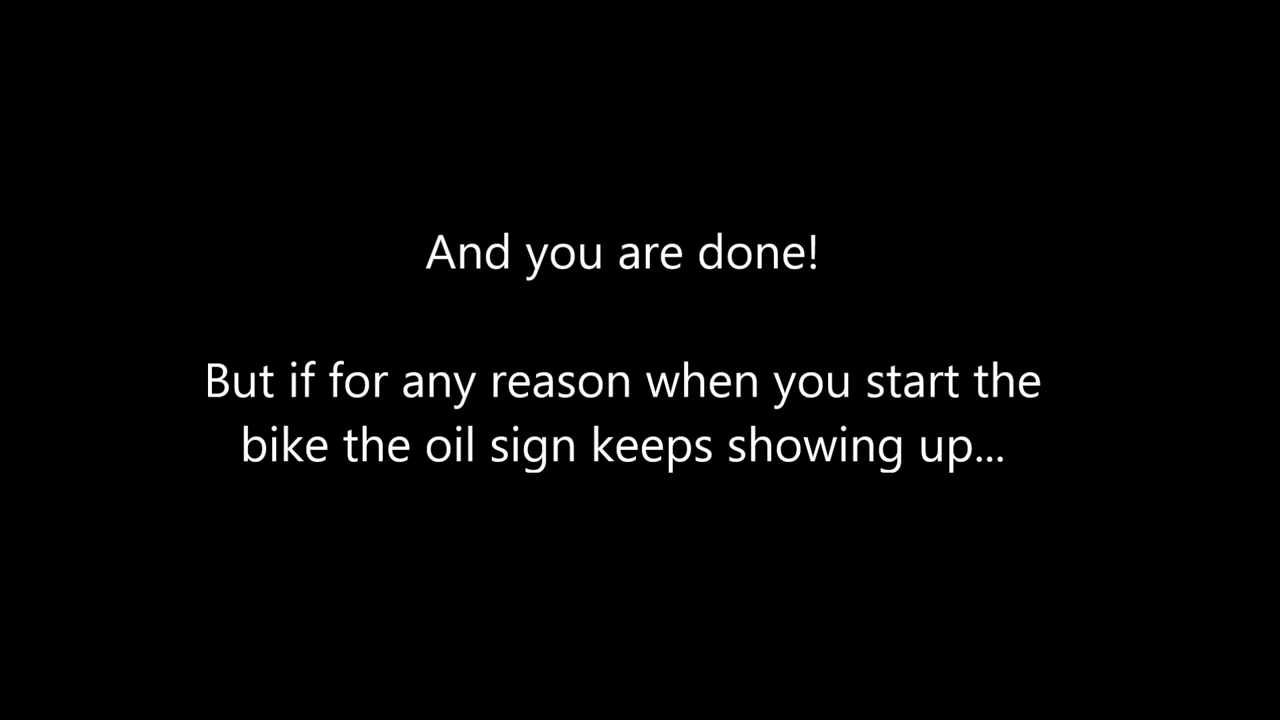 And you are done!
But if for any reason when you start the
bike the oil sign keeps showing up...